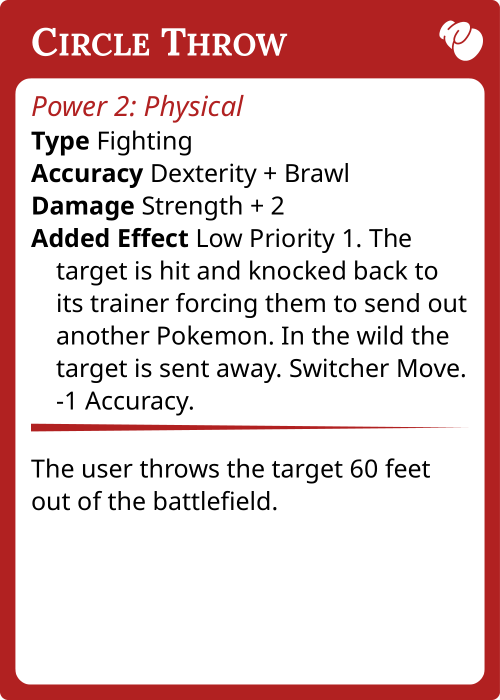 Circle Throw
Power 2: Physical
Type Fighting
Accuracy Dexterity + Brawl
Damage Strength + 2
Added Effect Low Priority 1. The
target is hit and knocked back to
its trainer forcing them to send out
another Pokemon. In the wild the
target is sent away. Switcher Move.
-1 Accuracy.
The user throws the target 60 feet
out of the battlefield.